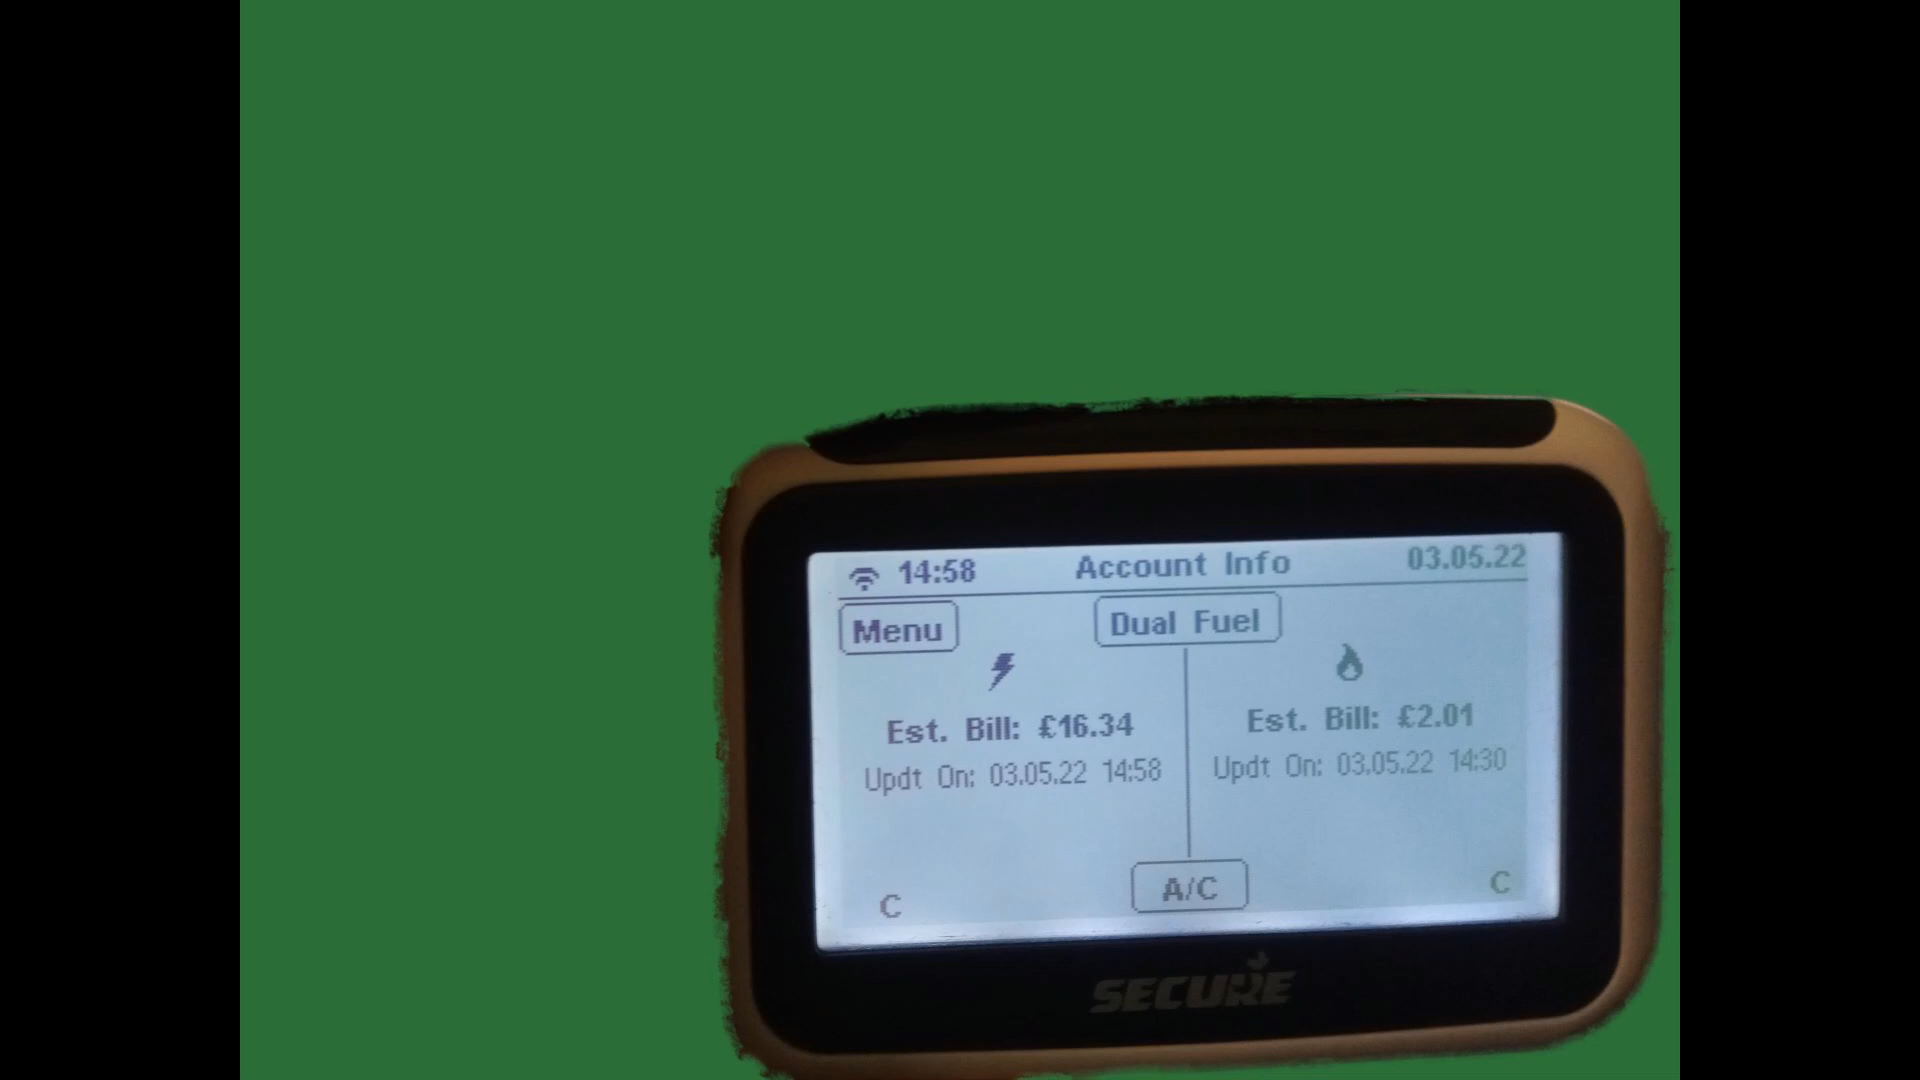 14:58 Account Info 03.05.22
Menu Dual Fuel
Est. Bill: £16.34
Updt On: 03.05.22 14:58
Est. Bill: £2.01
Updt On: 03.05.22 14:30
C A/C C
SECURE